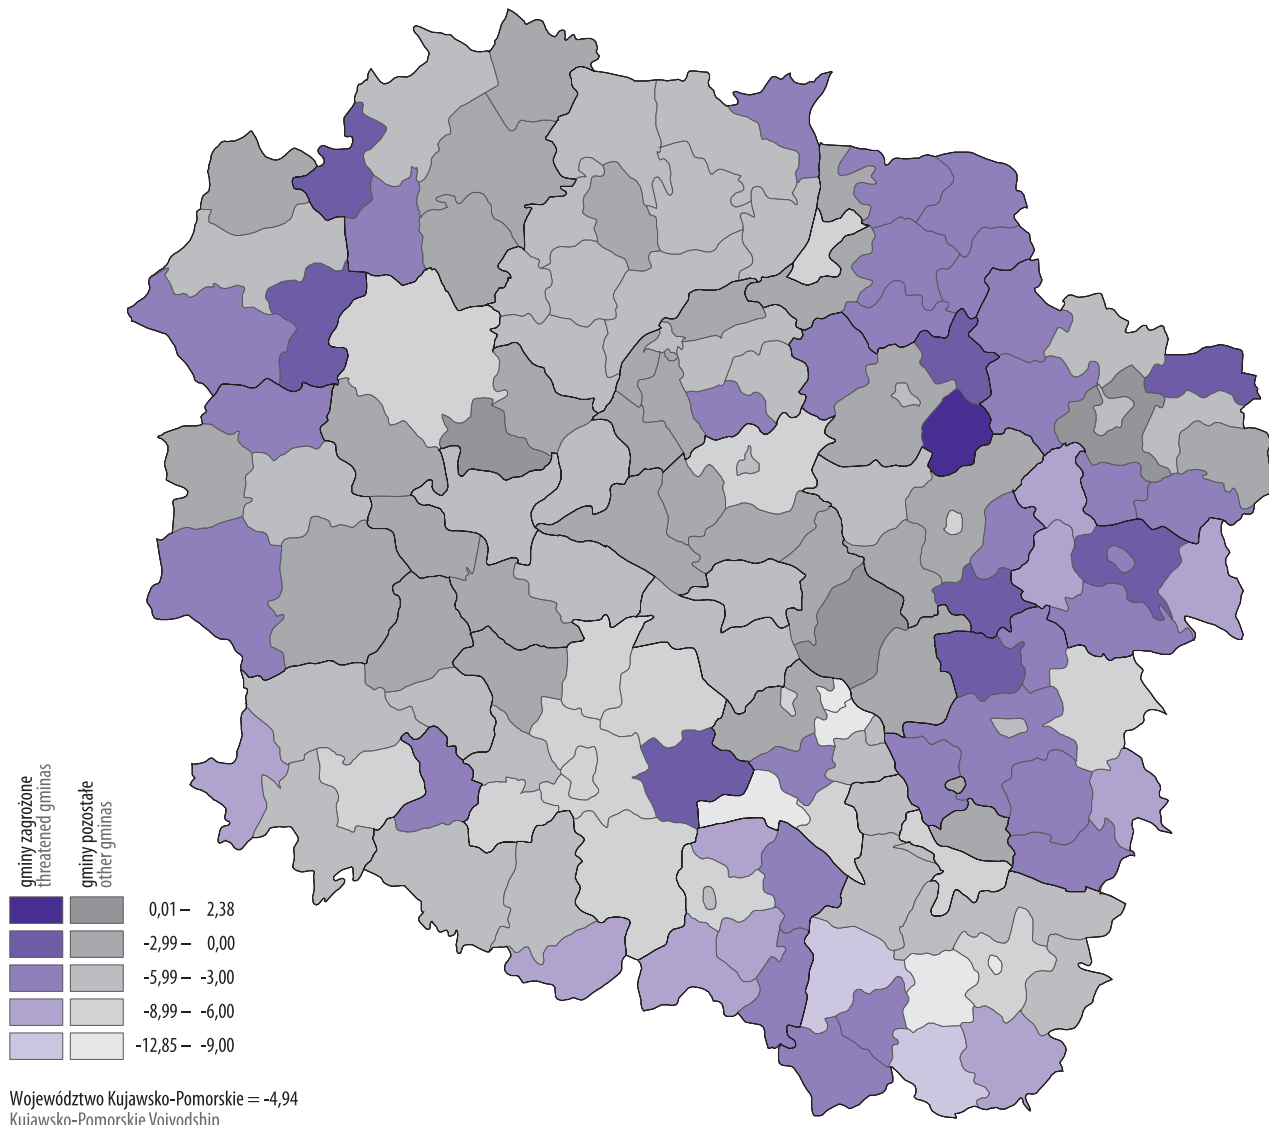 gminy zagrożone
threatened gminas
gminy pozostałe
other gminas
0,01 – 2,38
-2,99 – 0,00
-5,99 – -3,00
-8,99 – -6,00
-12,85 – -9,00
Województwo Kujawsko-Pomorskie = -4,94
Kujawsko-Pomorskie Voivodship